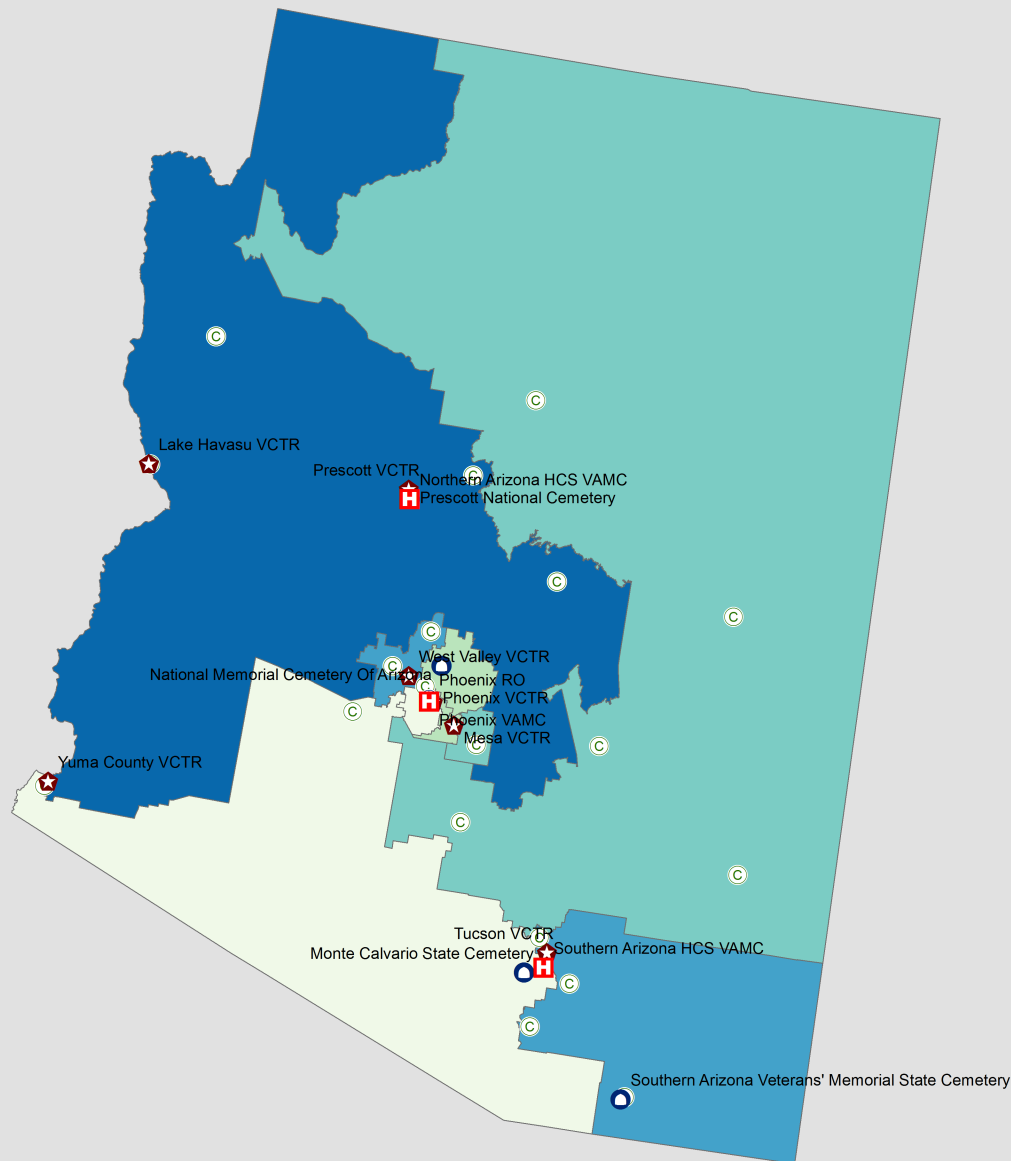 C
C
Lake Havasu VCTR
Prescott VCTR
C
Northern Arizona HCS VAMC
H
Prescott National Cemetery
C
C
C
West Valley VCTR
C
National Memorial Cemetery Of Arizona
Phoenix RO
C
H
Phoenix VCTR
C
Phoenix VAMC
Mesa VCTR
C
C
Yuma County VCTR
C
C
Tucson VCTR
C
Southern Arizona HCS VAMC
Monte Calvario State Cemetery
H
C
C
Southern Arizona Veterans' Memorial State Cemetery